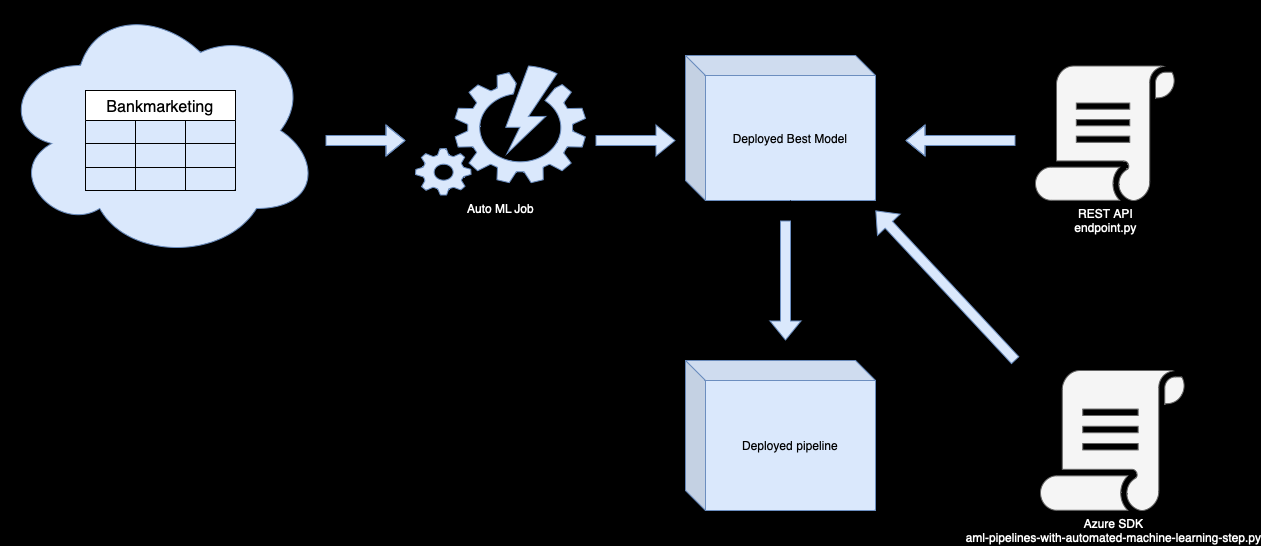 Bankmarketing
Auto ML Job
Deployed Best Model
REST API
endpoint.py
Deployed pipeline
Azure SDK
aml-pipelines-with-automated-machine-learning-step.py